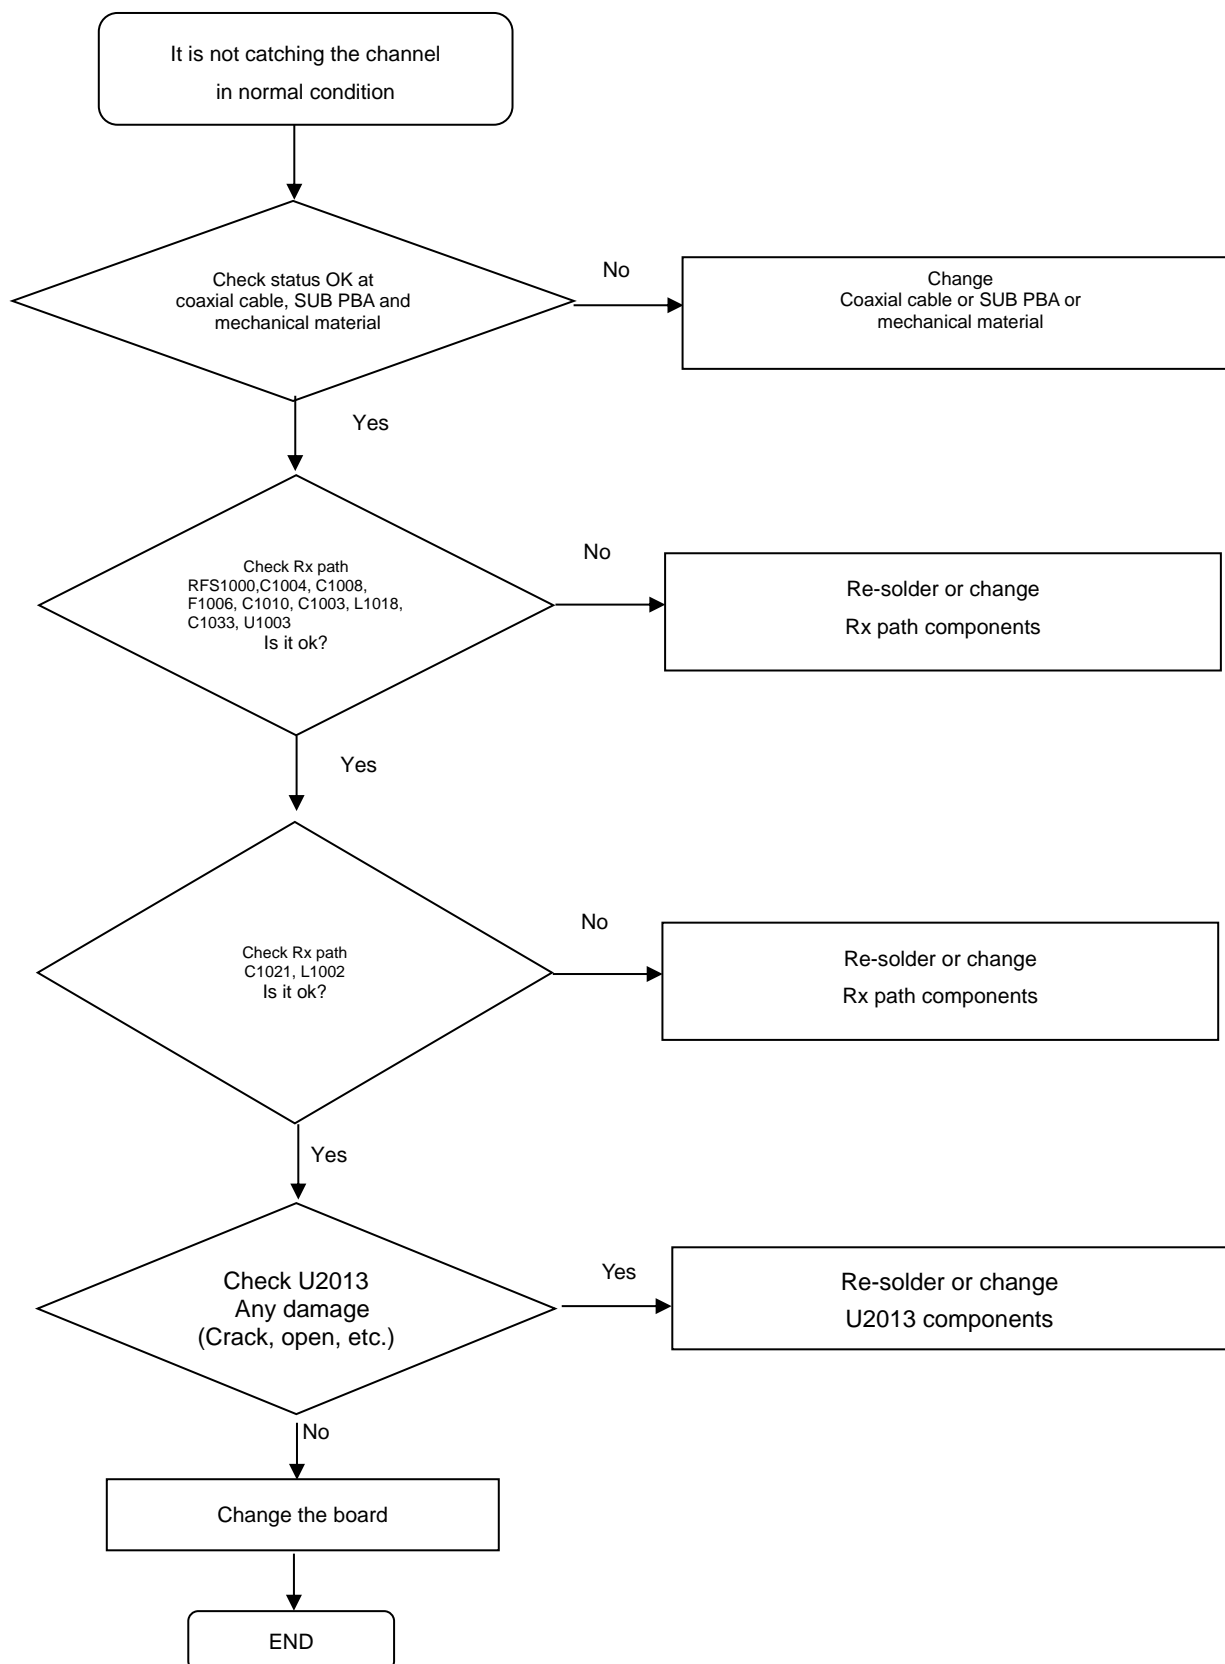 It is not catching the channel
in normal condition
Check status OK at
coaxial cable, SUB PBA and
mechanical material
No
Change
Coaxial cable or SUB PBA or
mechanical material
Yes
Check Rx path
RFS1000,C1004, C1008,
F1006, C1010, C1003, L1018,
C1033, U1003
Is it ok?
No
Re-solder or change
Rx path components
Yes
Check Rx path
C1021, L1002
Is it ok?
No
Re-solder or change
Rx path components
Yes
Check U2013
Any damage
(Crack, open, etc.)
Yes
Re-solder or change
U2013 components
No
Change the board
END